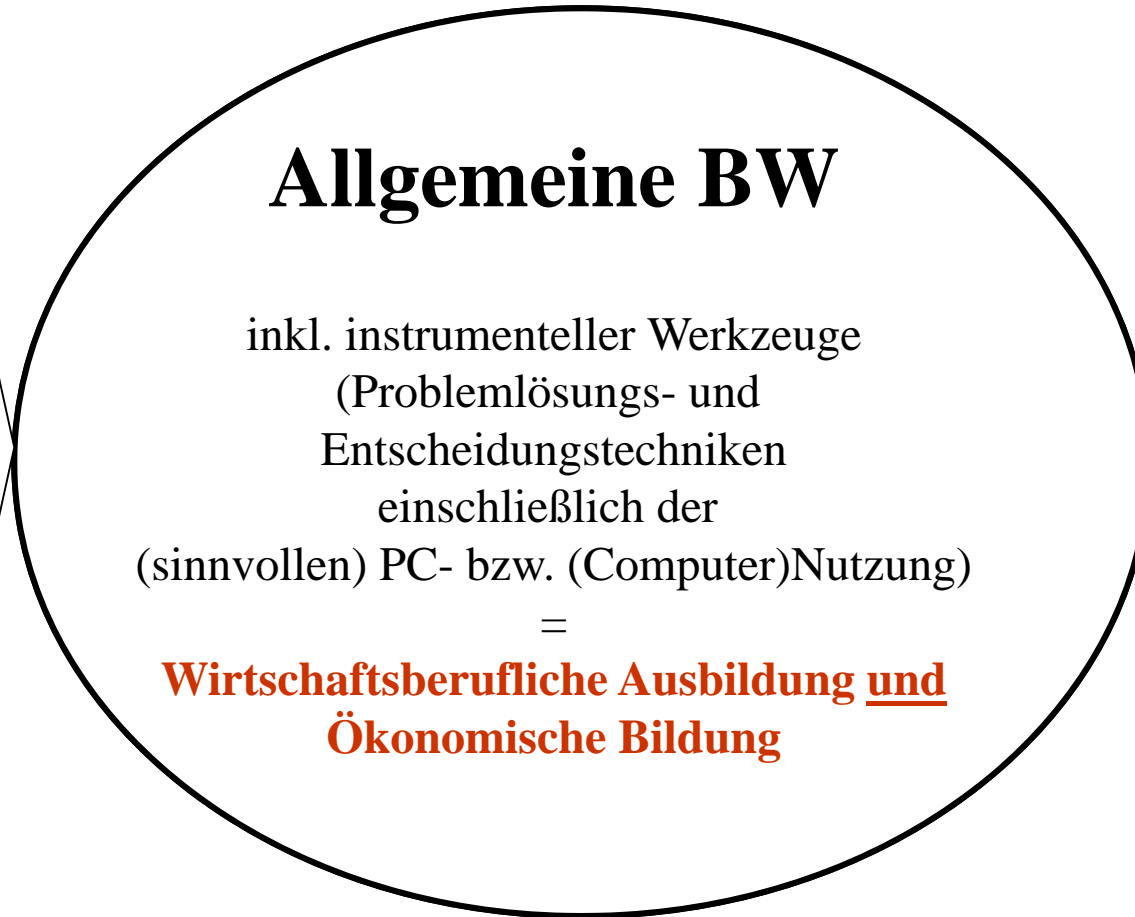 Allgemeine BW
inkl. instrumenteller Werkzeuge
(Problemlösungs- und
Entscheidungstechniken
einschließlich der
(sinnvollen) PC- bzw. (Computer)Nutzung)
=
Wirtschaftsberufliche Ausbildung und
Ökonomische Bildung